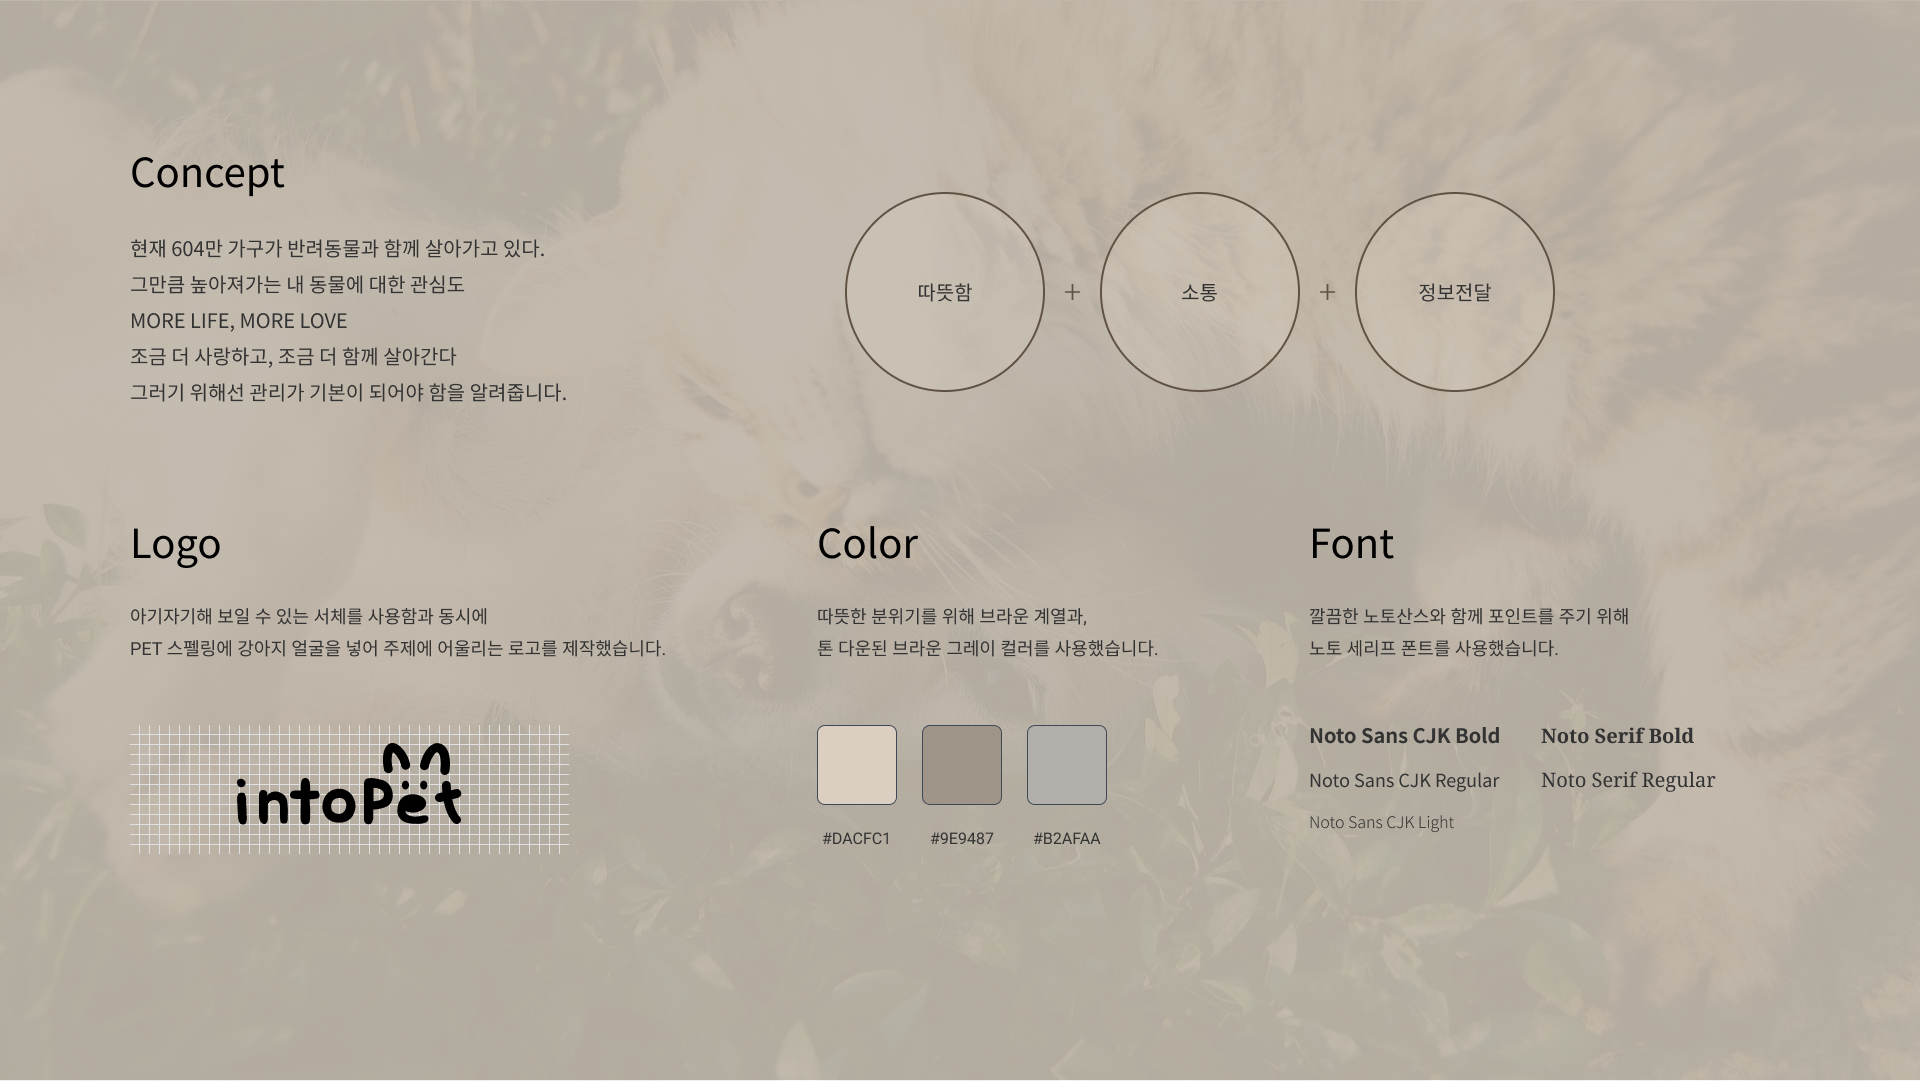 Concept
현재 604만 가구가 반려동물과 함께 살아가고 있다.
그만큼 높아져가는 내 동물에 대한 관심도
MORE LIFE, MORE LOVE
조금 더 사랑하고, 조금 더 함께 살아간다
그러기 위해선 관리가 기본이 되어야 함을 알려줍니다.
따뜻함 + 소통 + 정보전달
Logo
아기자기해 보일 수 있는 서체를 사용함과 동시에
PET 스펠링에 강아지 얼굴을 넣어 주제에 어울리는 로고를 제작했습니다.
intoPet
Color
따뜻한 분위기를 위해 브라운 계열과,
톤 다운된 브라운 그레이 컬러를 사용했습니다.
#DACFC1 #9E9487 #B2AFAA
Font
깔끔한 노토산스와 함께 포인트를 주기 위해
노토 세리프 폰트를 사용했습니다.
Noto Sans CJK Bold
Noto Sans CJK Regular
Noto Sans CJK Light
Noto Serif Bold
Noto Serif Regular